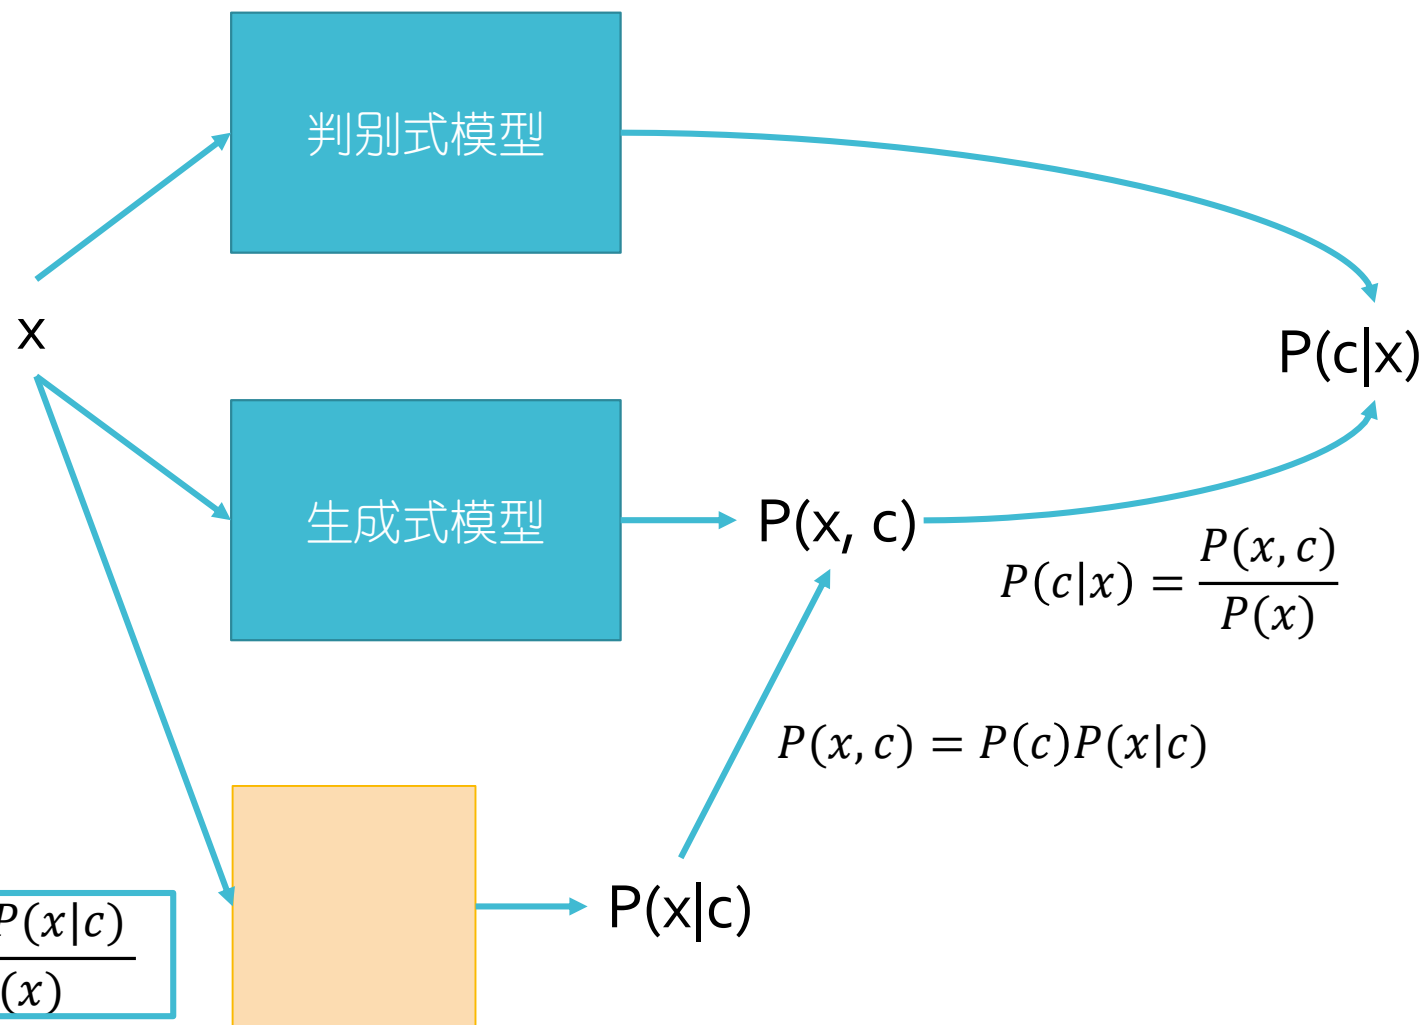 判别式模型
x
P(c|x)
生成式模型
P(x, c)
P(c|x) = P(x, c) / P(x)
P(x, c) = P(c)P(x|c)
P(x|c)
P(x|c)
(x)